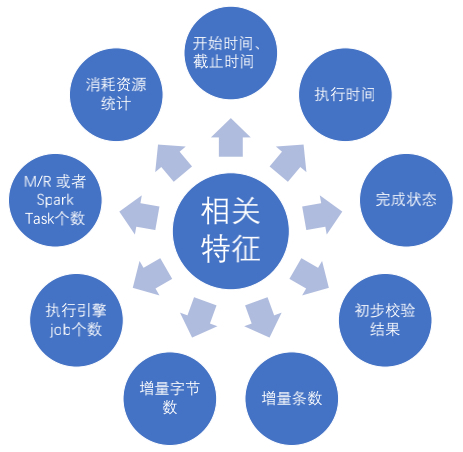 开始时间、
截止时间
执行时间
完成状态
初步校验
结果
增量条数
增量字节
数
执行引擎
job个数
M/R 或者
Spark
Task个数
消耗资源
统计
相关
特征